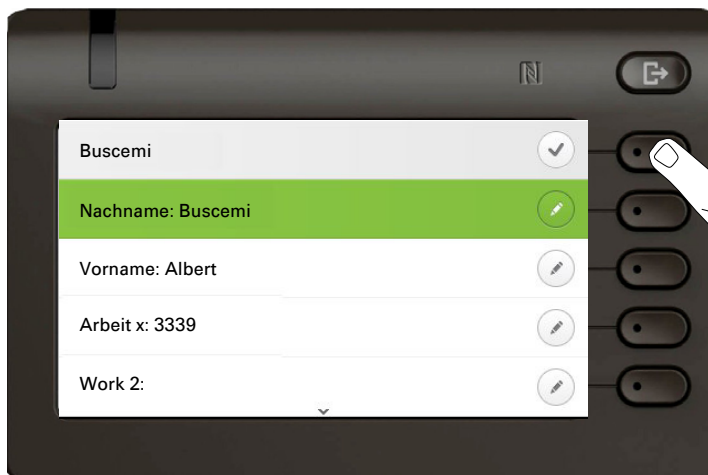 Buscemi
Nachname: Buscemi
Vorname: Albert
Arbeit x: 3339
Work 2: